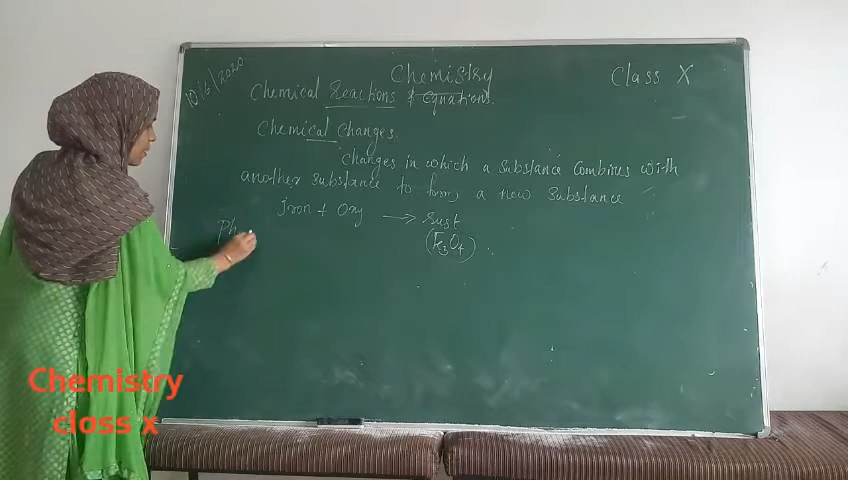 10/6/2020
Chemistry
Class X
Chemical Reactions & Equations.
Chemical Changes.
Changes in which a substance Combines with
another substance to form a new Substance
Iron + Oxy → Rust
(Fe3O4)
Ph
Chemistry
class x